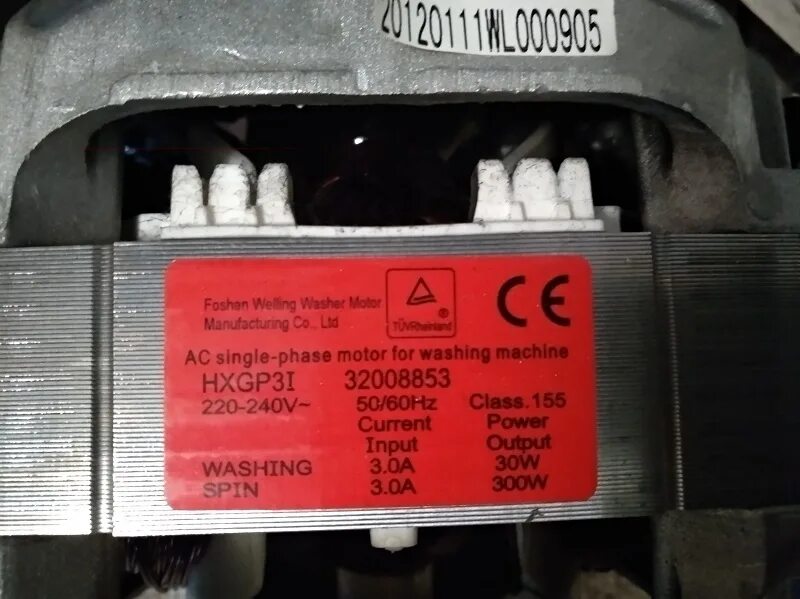 20120111WL000905
Foshan Welling Washer Motor
Manufacturing Co., Ltd
TÜVRheinland ®
CE
AC single-phase motor for washing machine
HXGP3I 32008853
220-240V~ 50/60Hz Class.155
Current Power
Input Output
WASHING 3.0A 30W
SPIN 3.0A 300W